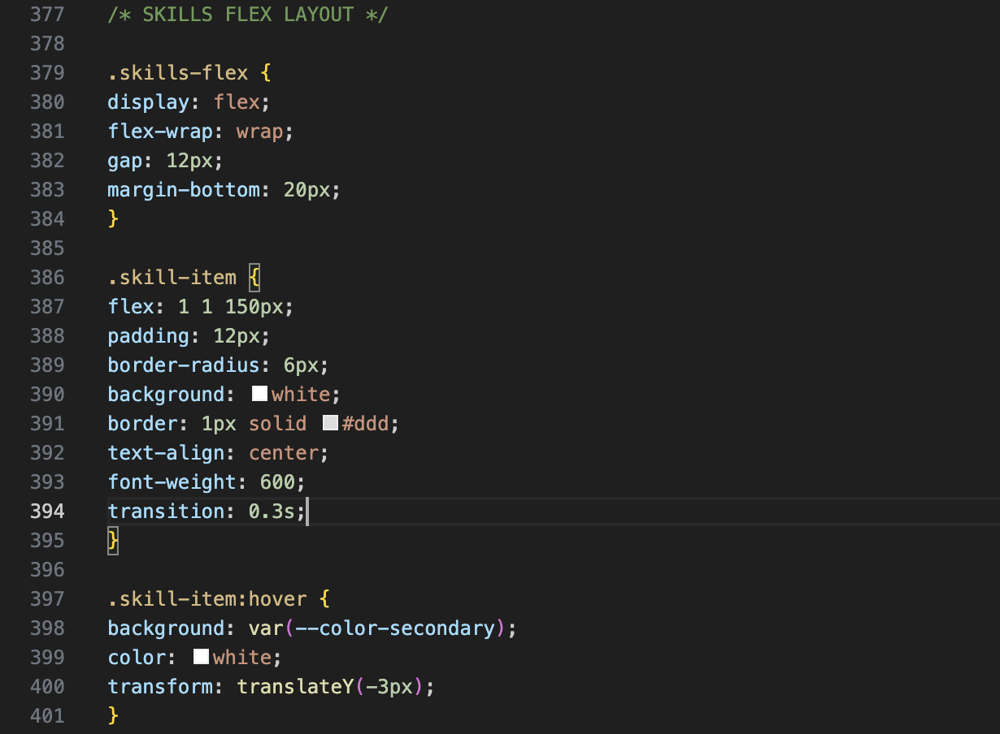 377 /* SKILLS FLEX LAYOUT */
378
379 .skills-flex {
380 display: flex;
381 flex-wrap: wrap;
382 gap: 12px;
383 margin-bottom: 20px;
384 }
385
386 .skill-item {
387 flex: 1 1 150px;
388 padding: 12px;
389 border-radius: 6px;
390 background: white;
391 border: 1px solid #ddd;
392 text-align: center;
393 font-weight: 600;
394 transition: 0.3s;
395 }
396
397 .skill-item:hover {
398 background: var(--color-secondary);
399 color: white;
400 transform: translateY(-3px);
401 }